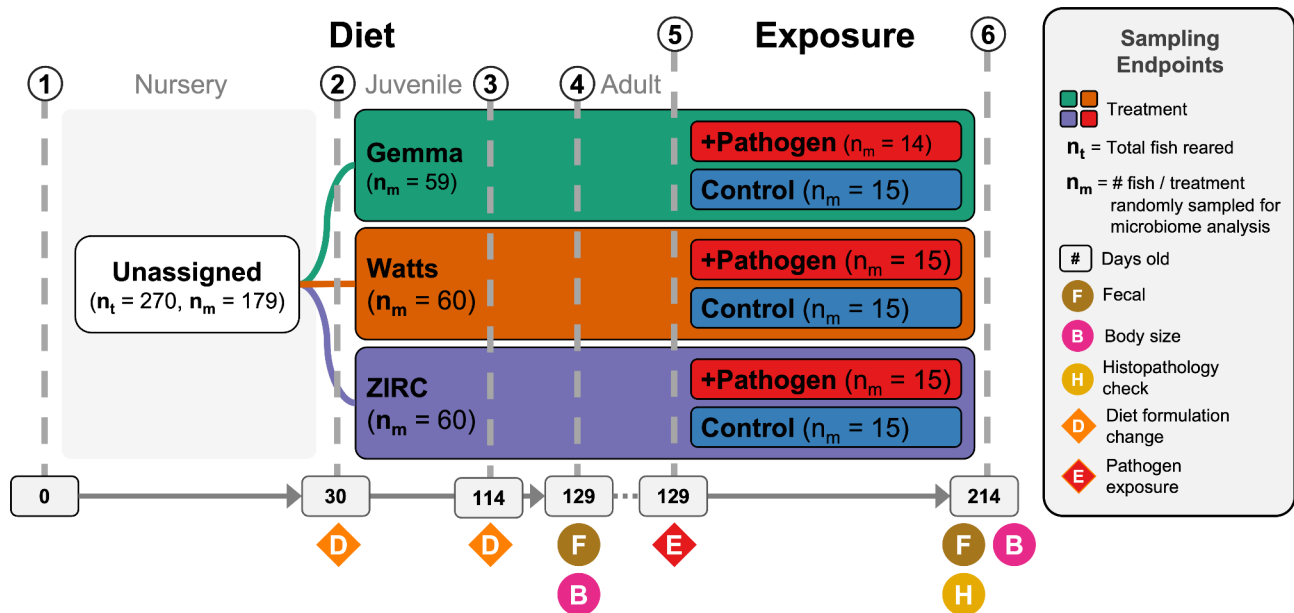 Diet
Exposure
1
2
3
4
5
6
Nursery
Juvenile
Adult
Unassigned
(nt = 270, nm = 179)
Gemma
(nm = 59)
+Pathogen (nm = 14)
Control (nm = 15)
Watts
(nm = 60)
+Pathogen (nm = 15)
Control (nm = 15)
ZIRC
(nm = 60)
+Pathogen (nm = 15)
Control (nm = 15)
0
30
114
129
129
214
D
D
F
B
E
F
B
H
Sampling
Endpoints
Treatment
nt = Total fish reared
nm = # fish / treatment
randomly sampled for
microbiome analysis
# Days old
F Fecal
B Body size
H Histopathology
check
D Diet formulation
change
E Pathogen
exposure